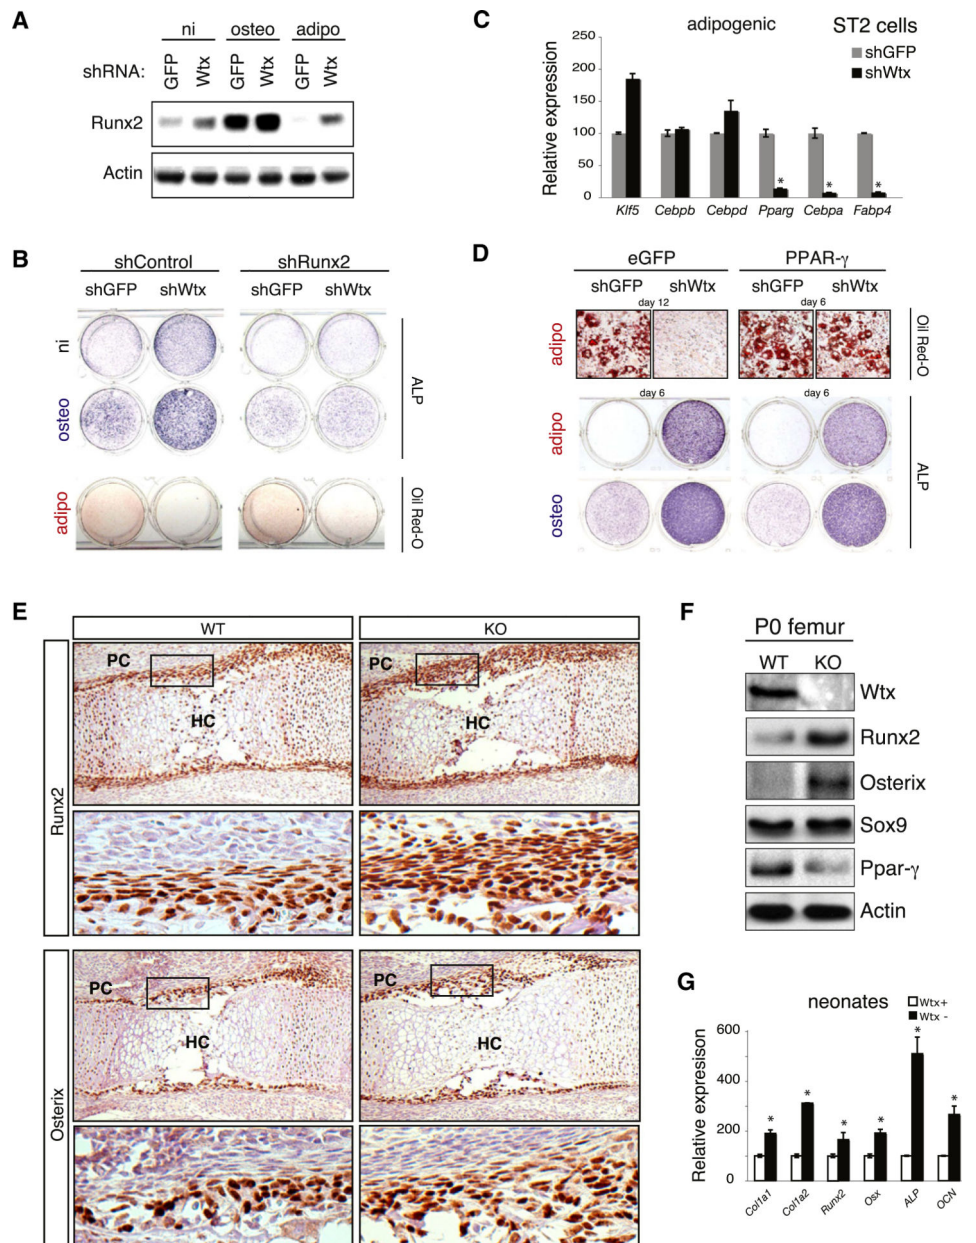 A
ni osteo adipo
shRNA: GFP Wtx GFP Wtx GFP Wtx
Runx2
Actin
B
shControl shRunx2
shGFP shWtx shGFP shWtx
ni
osteo
ALP
adipo
Oil Red-O
C
adipogenic
ST2 cells
shGFP
shWtx
Relative expression
250
200
150
100
50
0
*
*
*
Klf5 Cebpb Cebpd Pparg Cebpa Fabp4
D
eGFP PPAR-γ
shGFP shWtx shGFP shWtx
day 12 day 6
adipo
Oil Red-O
day 6 day 6
adipo
osteo
ALP
E
WT KO
Runx2
PC
HC
PC
HC
Osterix
PC
HC
PC
HC
F
P0 femur
WT KO
Wtx
Runx2
Osterix
Sox9
Ppar-γ
Actin
G
neonates
Wtx+
Wtx -
Relative expresison
600
400
200
0
*
*
*
*
*
*
Col1a1 Col1a2 Runx2 Osx ALP OCN